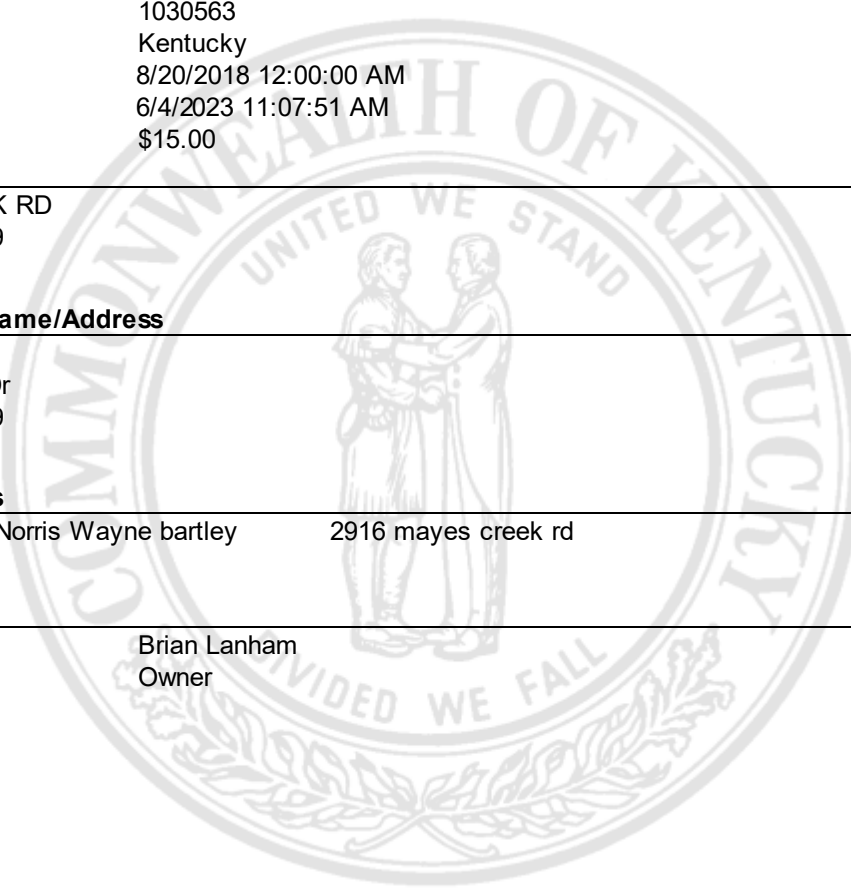 1030563
Kentucky
8/20/2018 12:00:00 AM
6/4/2023 11:07:51 AM
$15.00
COMMONWEALTH OF KENTUCKY
UNITED WE STAND
K RD
9
ame/Address
r
9
s
Norris Wayne bartley 2916 mayes creek rd
Brian Lanham
Owner
DIVIDED WE FALL